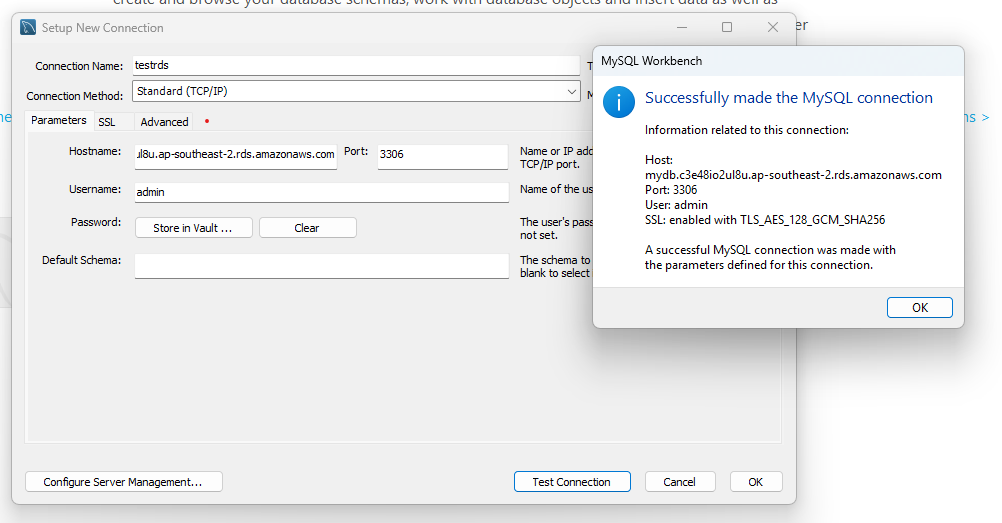 create and browse your database schemas, work with database objects and insert data as well as
Setup New Connection
er
Connection Name: testrds
Connection Method: Standard (TCP/IP)
Parameters SSL Advanced
Hostname: ul8u.ap-southeast-2.rds.amazonaws.com Port: 3306 Name or IP add
TCP/IP port.
Username: admin Name of the us
Password: Store in Vault ... Clear The user's pass
not set.
Default Schema: The schema to
blank to select
MySQL Workbench
Successfully made the MySQL connection
Information related to this connection:
Host:
mydb.c3e48io2ul8u.ap-southeast-2.rds.amazonaws.com
Port: 3306
User: admin
SSL: enabled with TLS_AES_128_GCM_SHA256
A successful MySQL connection was made with
the parameters defined for this connection.
OK
ns >
Configure Server Management... Test Connection Cancel OK